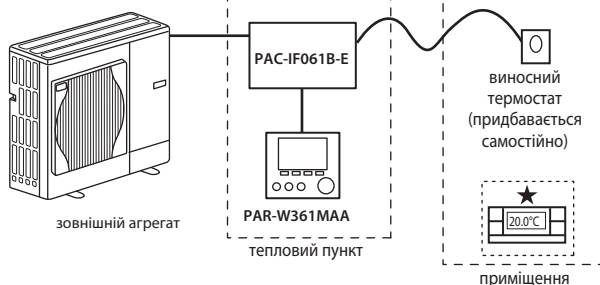 PAC-IF061B-E
виносний
термостат
(придбавається
самостійно)
PAR-W361MAA
20.0°C
зовнішній агрегат
тепловий пункт
приміщення